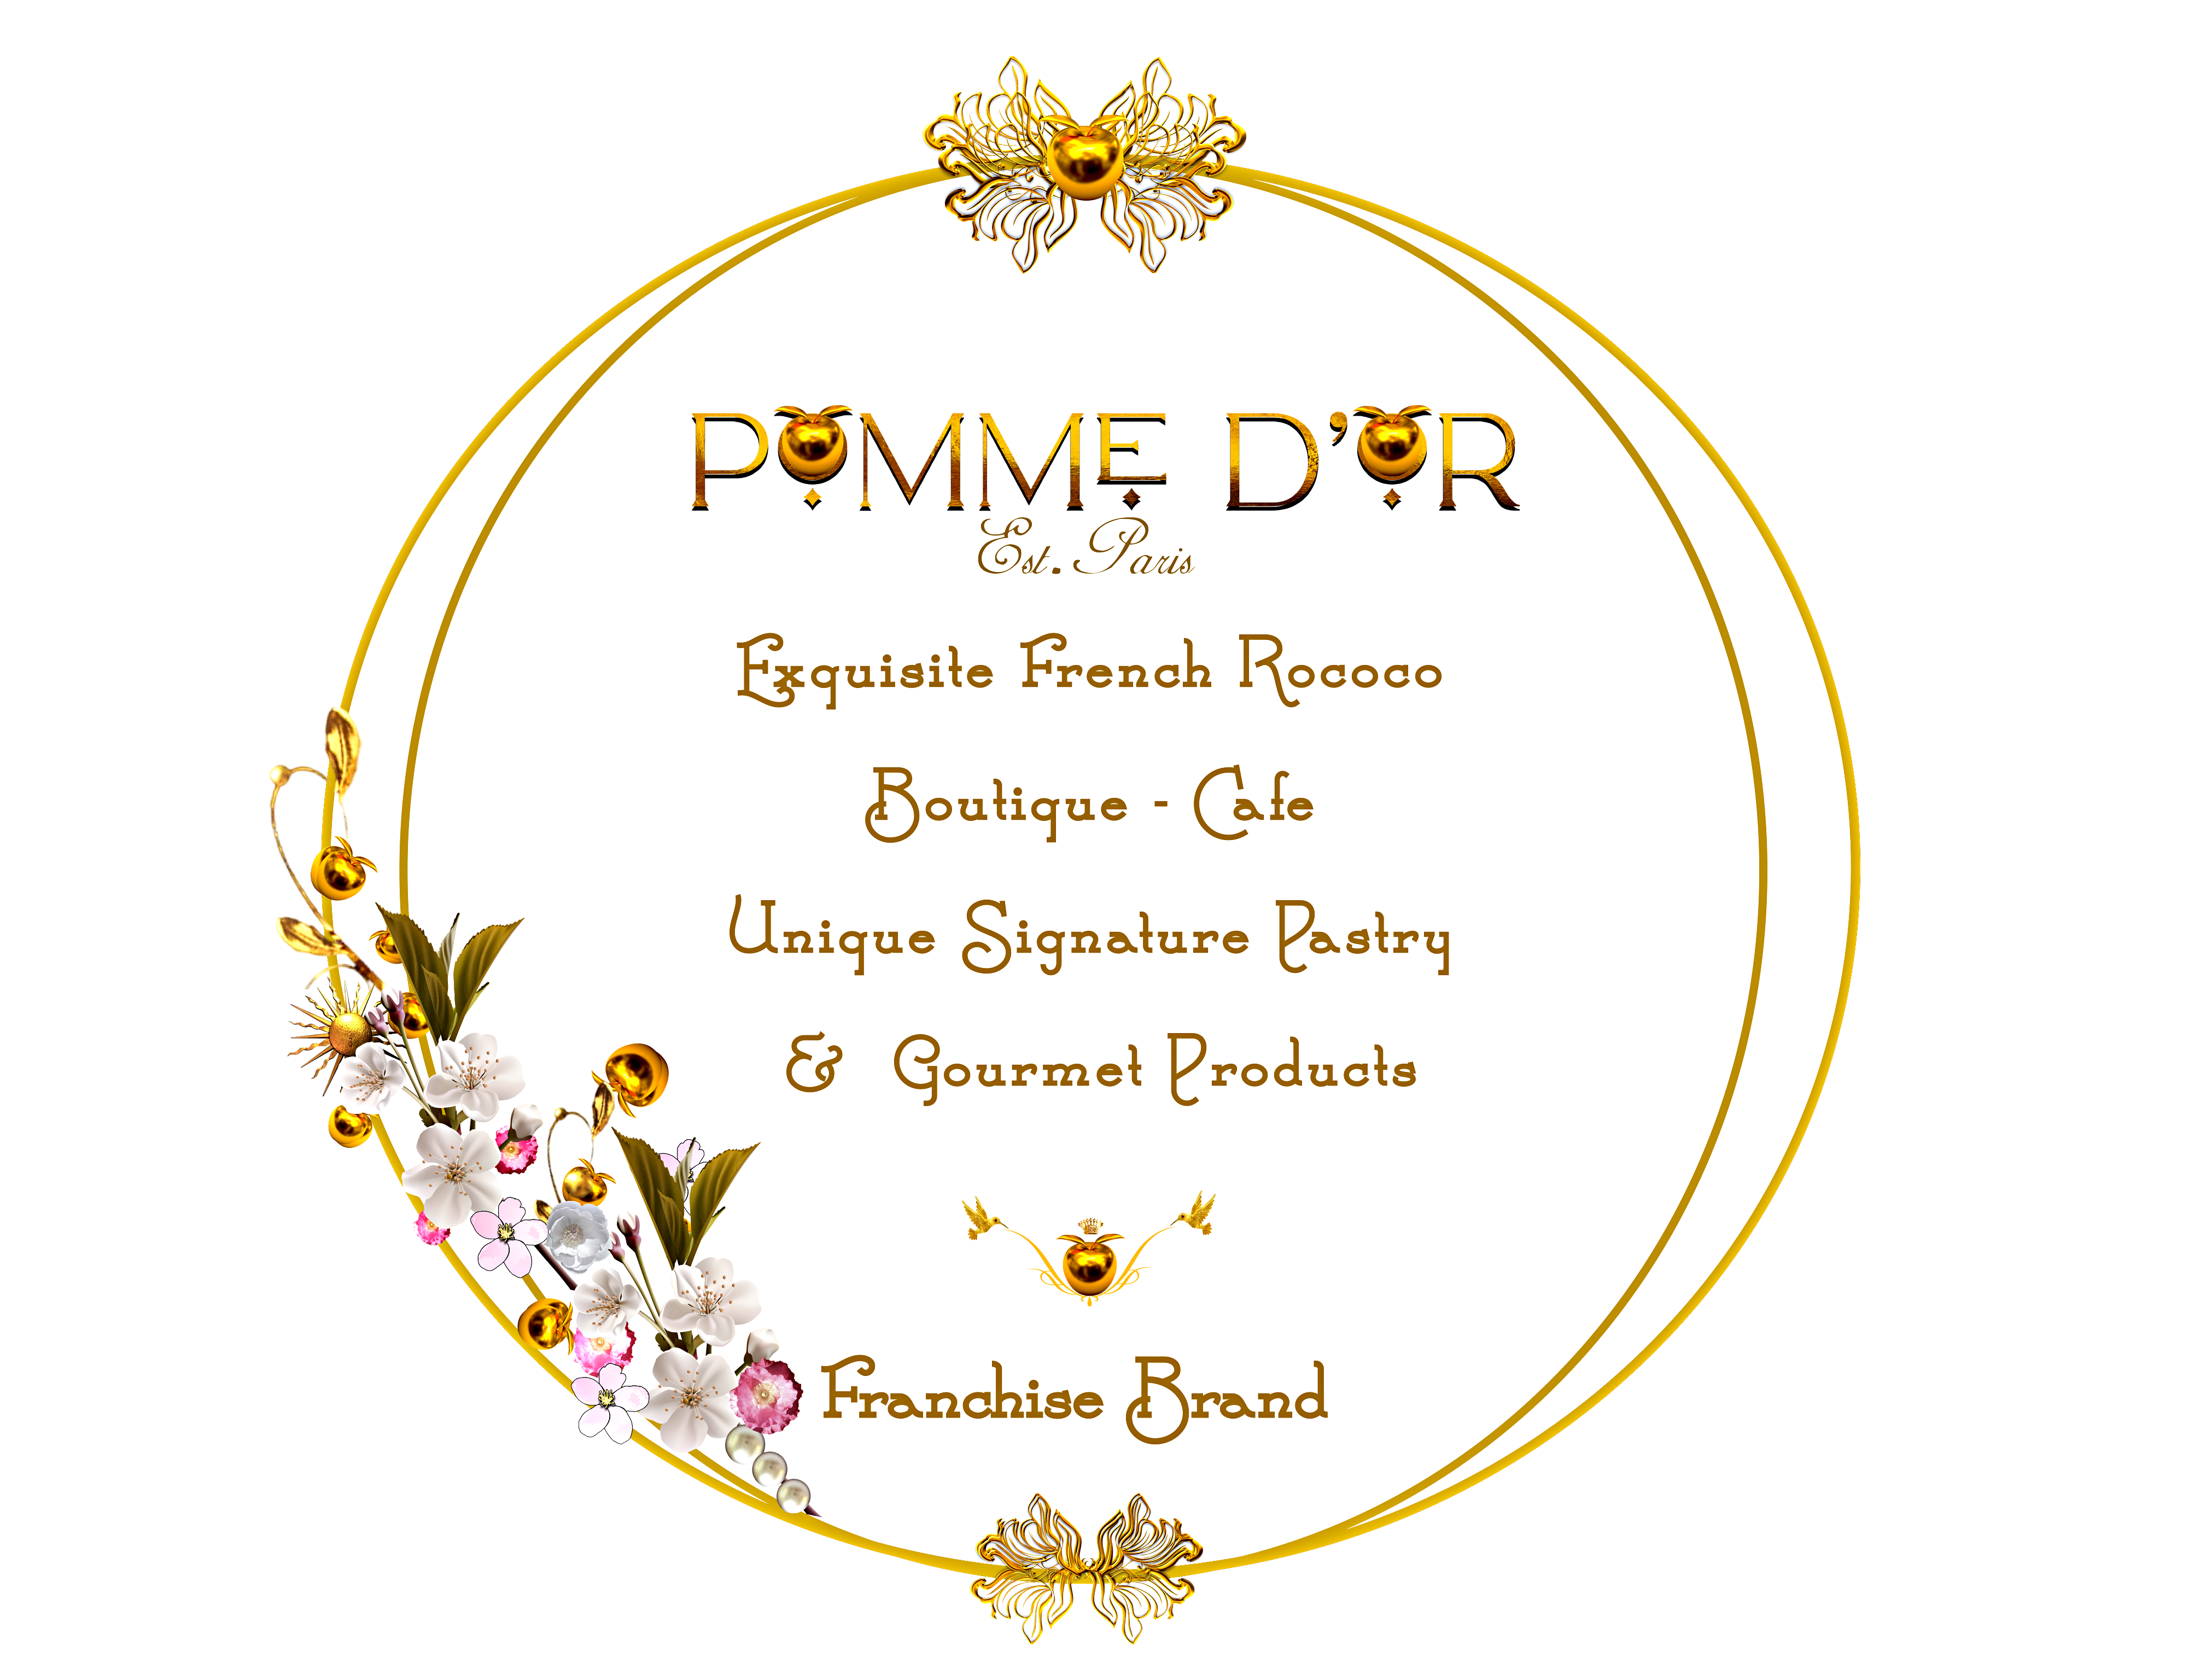 POMME D'OR
Est. Paris
Exquisite French Rococo
Boutique - Cafe
Unique Signature Pastry
& Gourmet Products
Franchise Brand